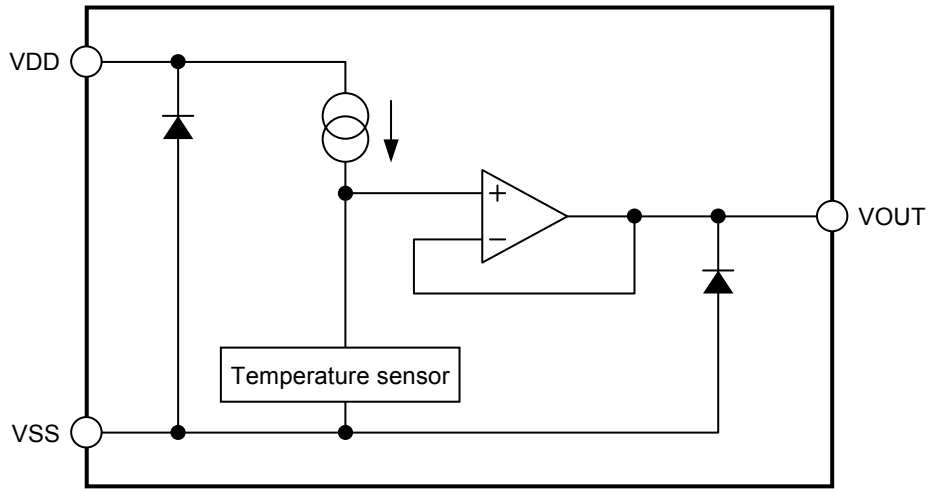 VDD
+
−
VOUT
Temperature sensor
VSS